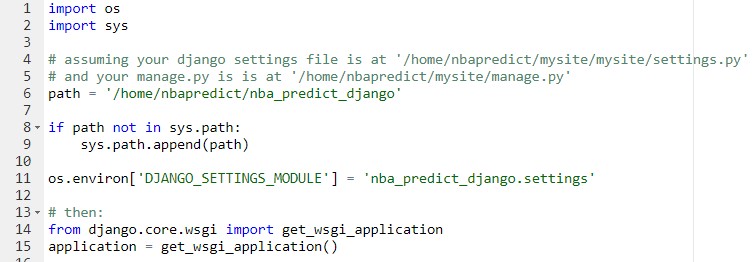 1 import os
2 import sys
3
4 # assuming your django settings file is at '/home/nbapredict/mysite/mysite/settings.py'
5 # and your manage.py is is at '/home/nbapredict/mysite/manage.py'
6 path = '/home/nbapredict/nba_predict_django'
7
8 if path not in sys.path:
9     sys.path.append(path)
10
11 os.environ['DJANGO_SETTINGS_MODULE'] = 'nba_predict_django.settings'
12
13 # then:
14 from django.core.wsgi import get_wsgi_application
15 application = get_wsgi_application()